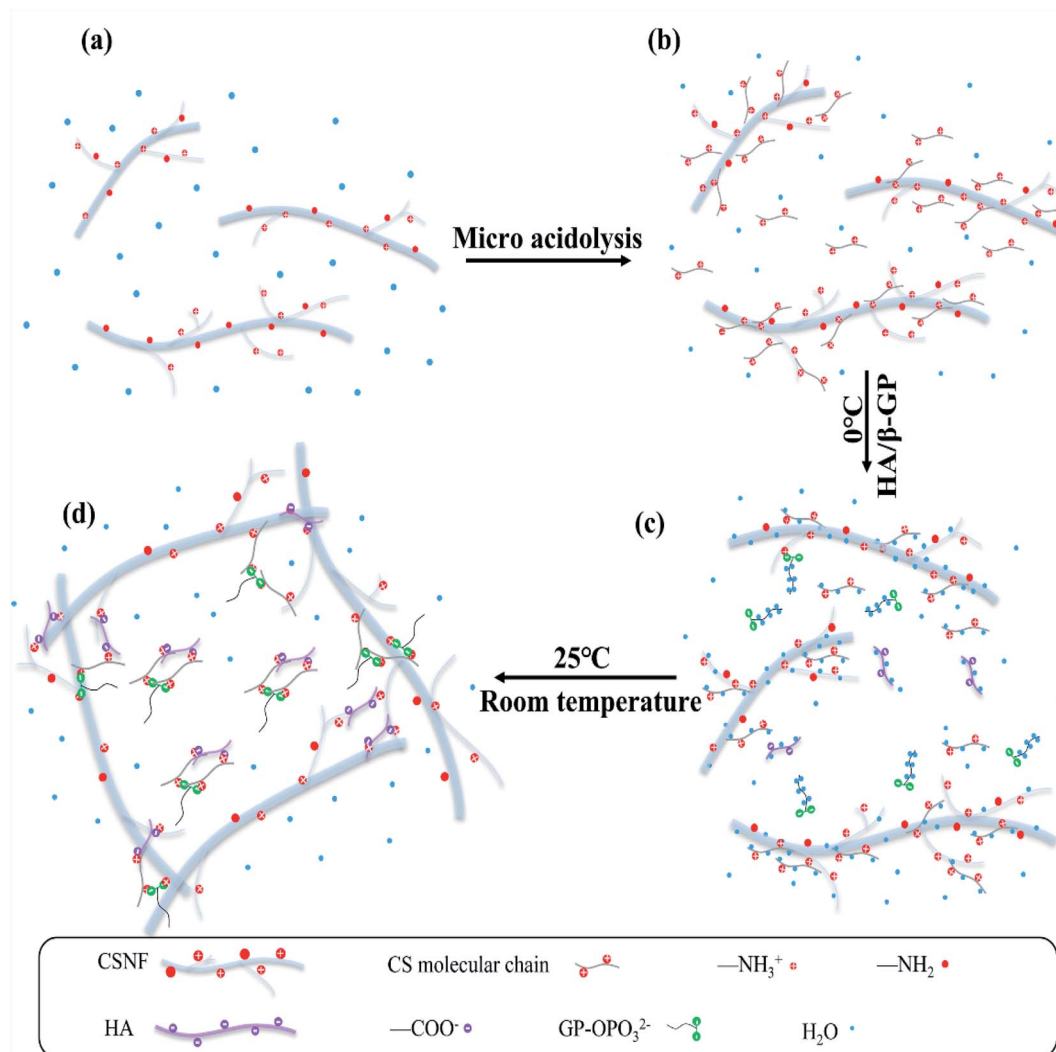 (a)
(b)
Micro acidolysis
0°C
HA/β-GP
(d)
(c)
25℃
Room temperature
CSNF
CS molecular chain
—NH₃⁺
—NH₂
HA
—COO⁻
GP-OPO₃²⁻
H₂O